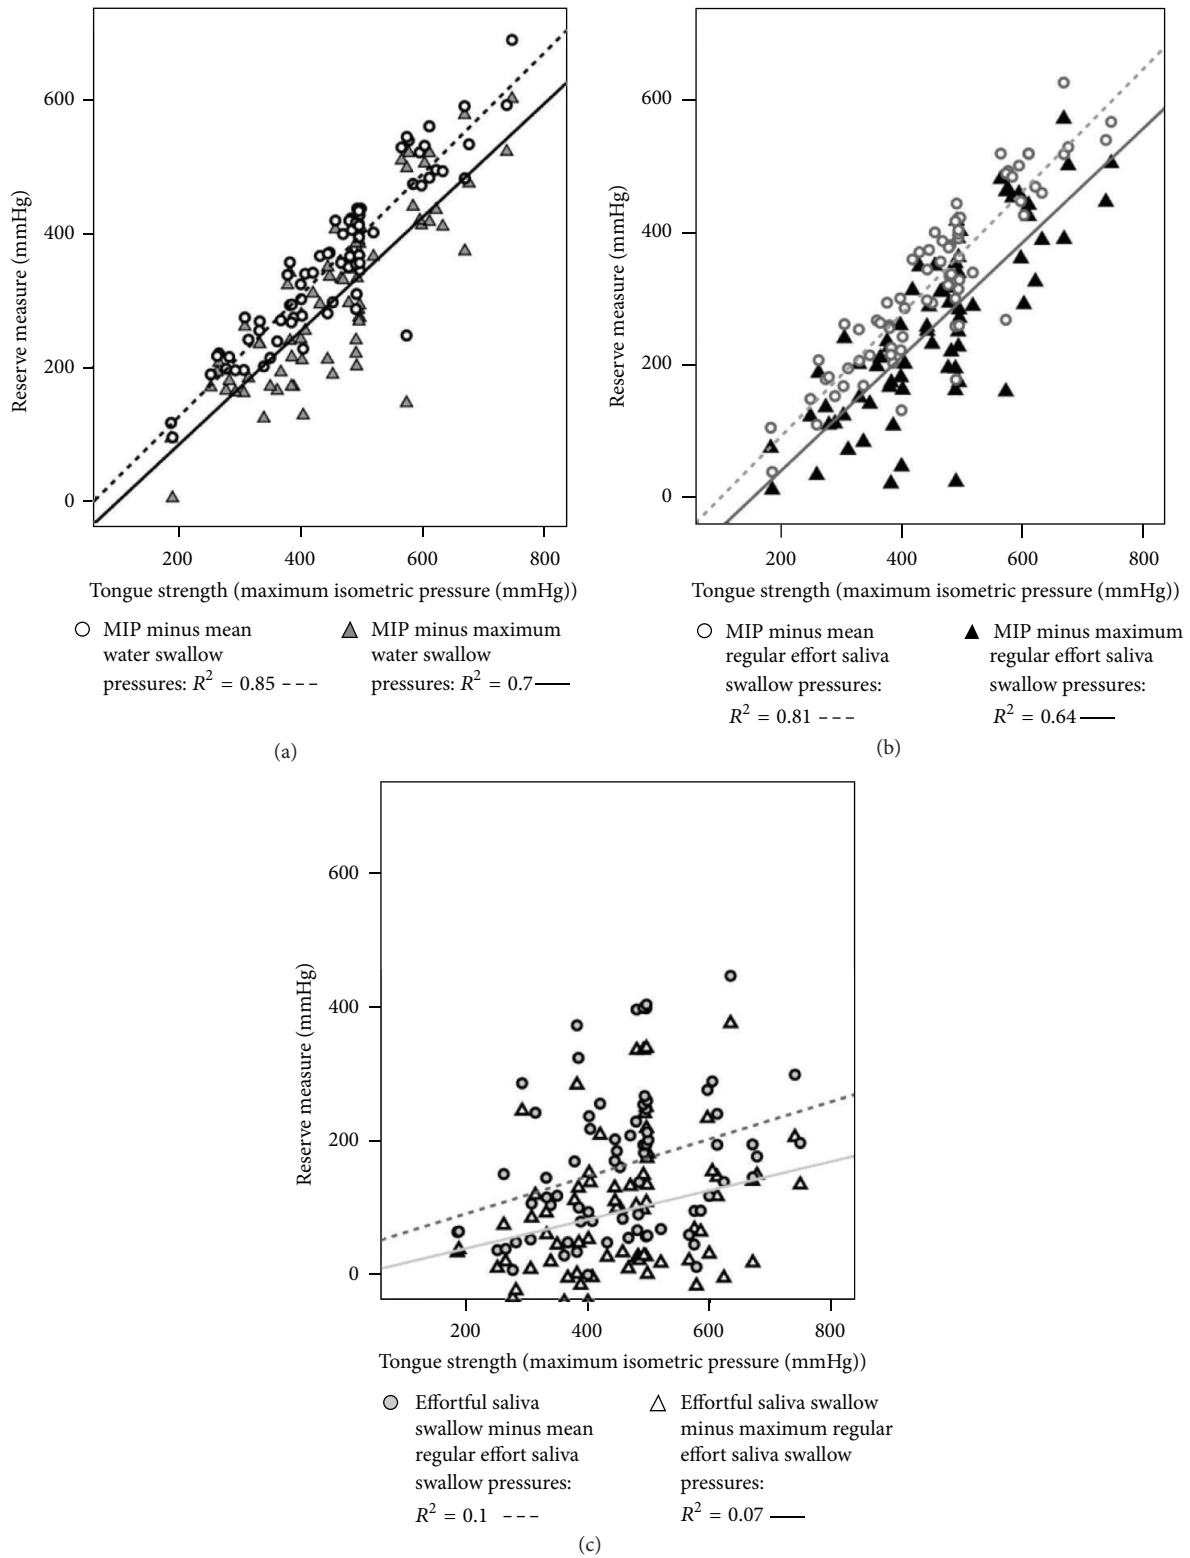 600
400
200
0
Reserve measure (mmHg)
200 400 600 800
Tongue strength (maximum isometric pressure (mmHg))
MIP minus mean
water swallow
pressures: R² = 0.85 ---
MIP minus maximum
water swallow
pressures: R² = 0.7
(a)
600
400
200
0
Reserve measure (mmHg)
200 400 600 800
Tongue strength (maximum isometric pressure (mmHg))
MIP minus mean
regular effort saliva
swallow pressures:
R² = 0.81 ---
MIP minus maximum
regular effort saliva
swallow pressures:
R² = 0.64
(b)
600
400
200
0
Reserve measure (mmHg)
200 400 600 800
Tongue strength (maximum isometric pressure (mmHg))
Effortful saliva
swallow minus mean
regular effort saliva
swallow pressures:
R² = 0.1 ---
Effortful saliva swallow
minus maximum regular
effort saliva swallow
pressures:
R² = 0.07
(c)